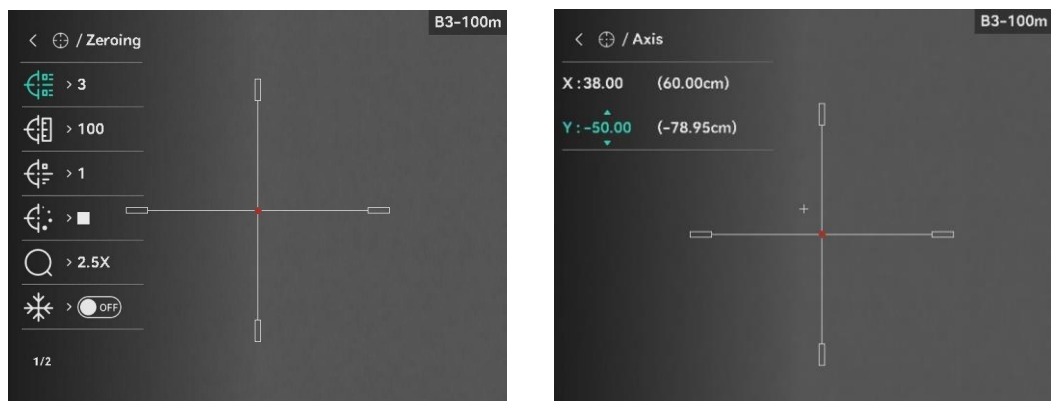 B3-100m
< / Zeroing
> 3
> 100
> 1
>
> 2.5X
> OFF
1/2
B3-100m
< / Axis
X : 38.00 (60.00cm)
Y : -50.00 (-78.95cm)